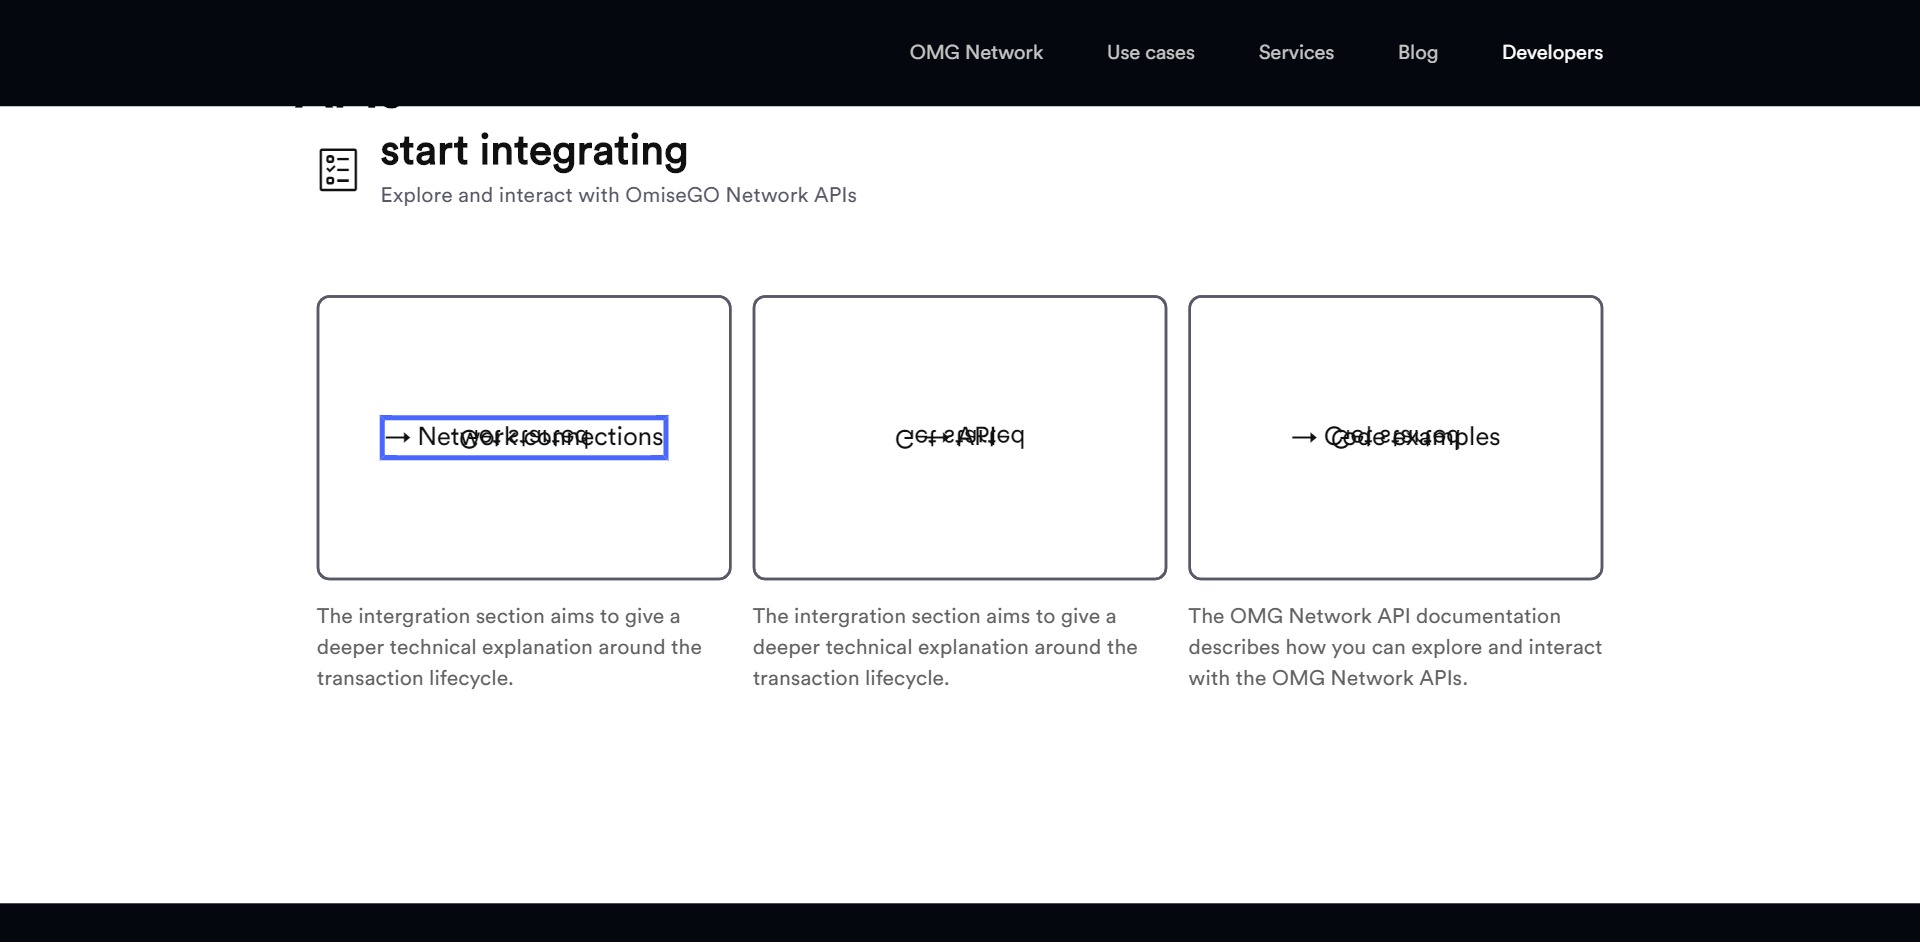 OMG Network Use cases Services Blog Developers
start integrating
Explore and interact with OmiseGO Network APIs
→ Network connections
→ API
→ Code examples
The intergration section aims to give a
deeper technical explanation around the
transaction lifecycle.
The intergration section aims to give a
deeper technical explanation around the
transaction lifecycle.
The OMG Network API documentation
describes how you can explore and interact
with the OMG Network APIs.